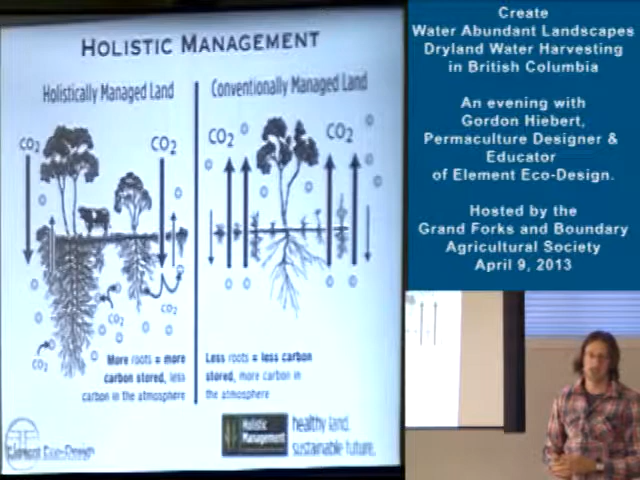 HOLISTIC MANAGEMENT
Holistically Managed Land
Conventionally Managed Land
CO2
CO2
CO2
CO2
CO2
CO2
CO2
More roots = more
carbon stored, less
carbon in the atmosphere
Less roots = less carbon
stored, more carbon in
the atmosphere
Element Eco-Design
Holistic
Management
healthy land.
sustainable future.
Create
Water Abundant Landscapes
Dryland Water Harvesting
in British Columbia
An evening with
Gordon Hiebert,
Permaculture Designer &
Educator
of Element Eco-Design.
Hosted by the
Grand Forks and Boundary
Agricultural Society
April 9, 2013